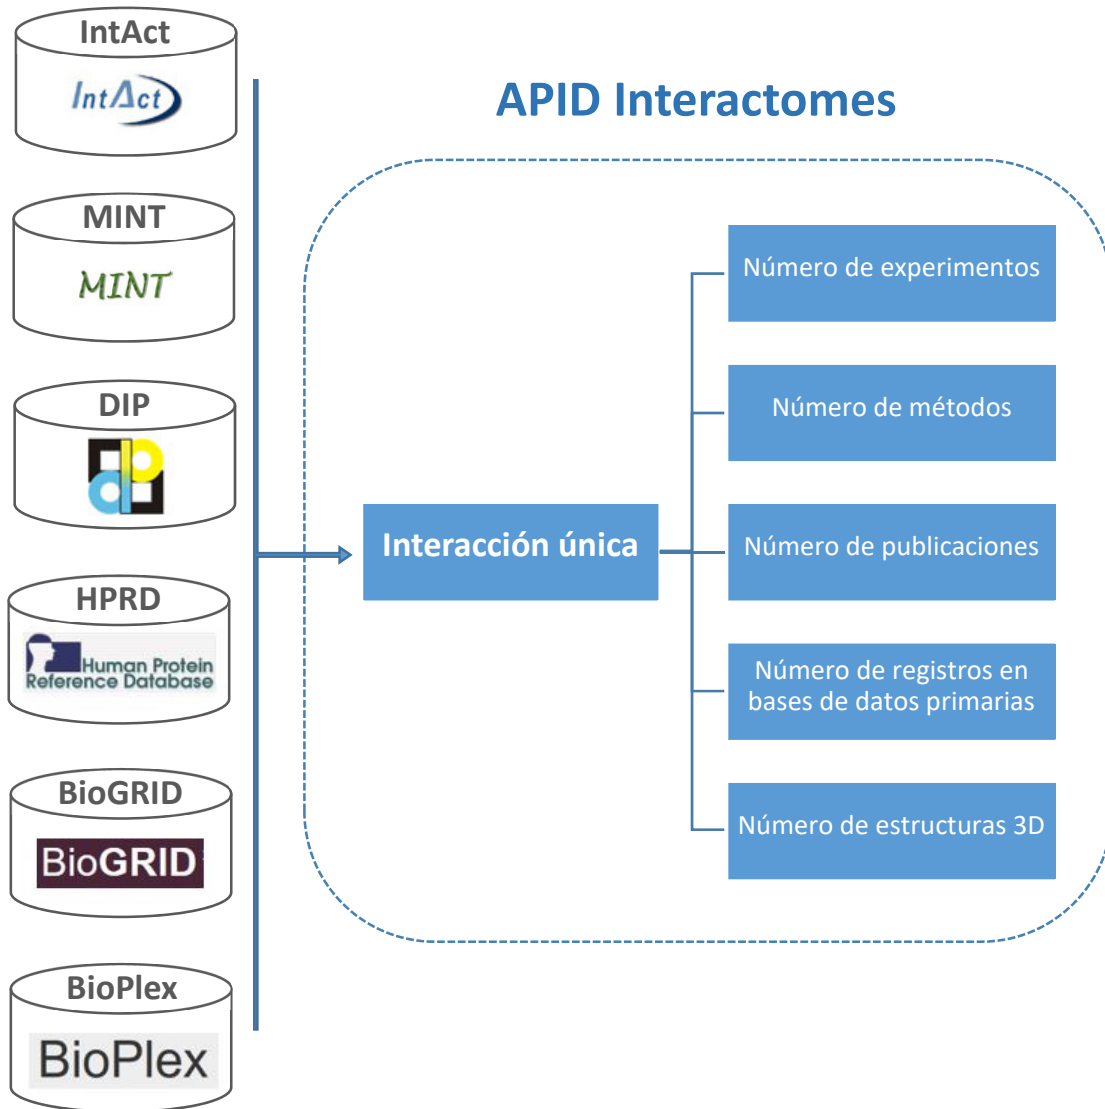 IntAct
IntAct
MINT
MINT
DIP
dip
HPRD
Human Protein
Reference Database
BioGRID
BioGRID
BioPlex
BioPlex
APID Interactomes
Interacción única
Número de experimentos
Número de métodos
Número de publicaciones
Número de registros en
bases de datos primarias
Número de estructuras 3D